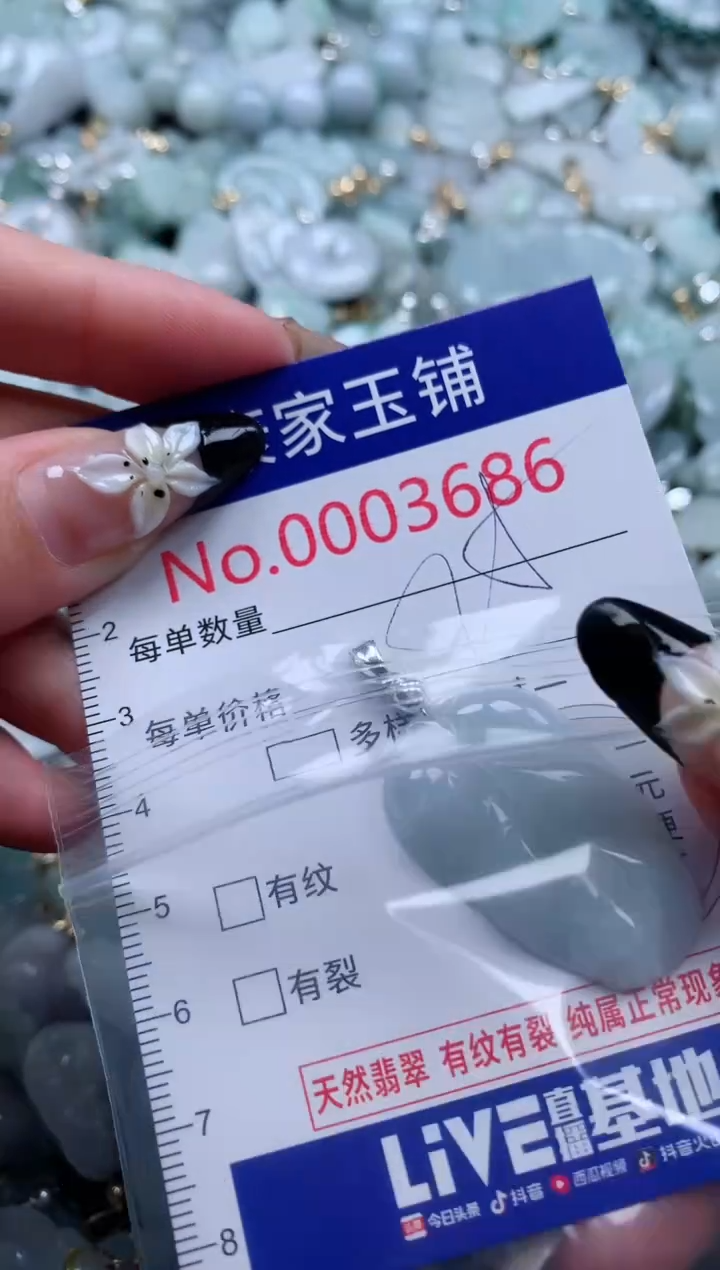 家玉铺
No.0003686
2
每单数量
3
每单价格
多样
4
元
5
有纹
6
有裂
天然翡翠 有纹有裂 纯属正常现象
7
LiVE直播基地
8
今日头条 抖音 西瓜视频 抖音火